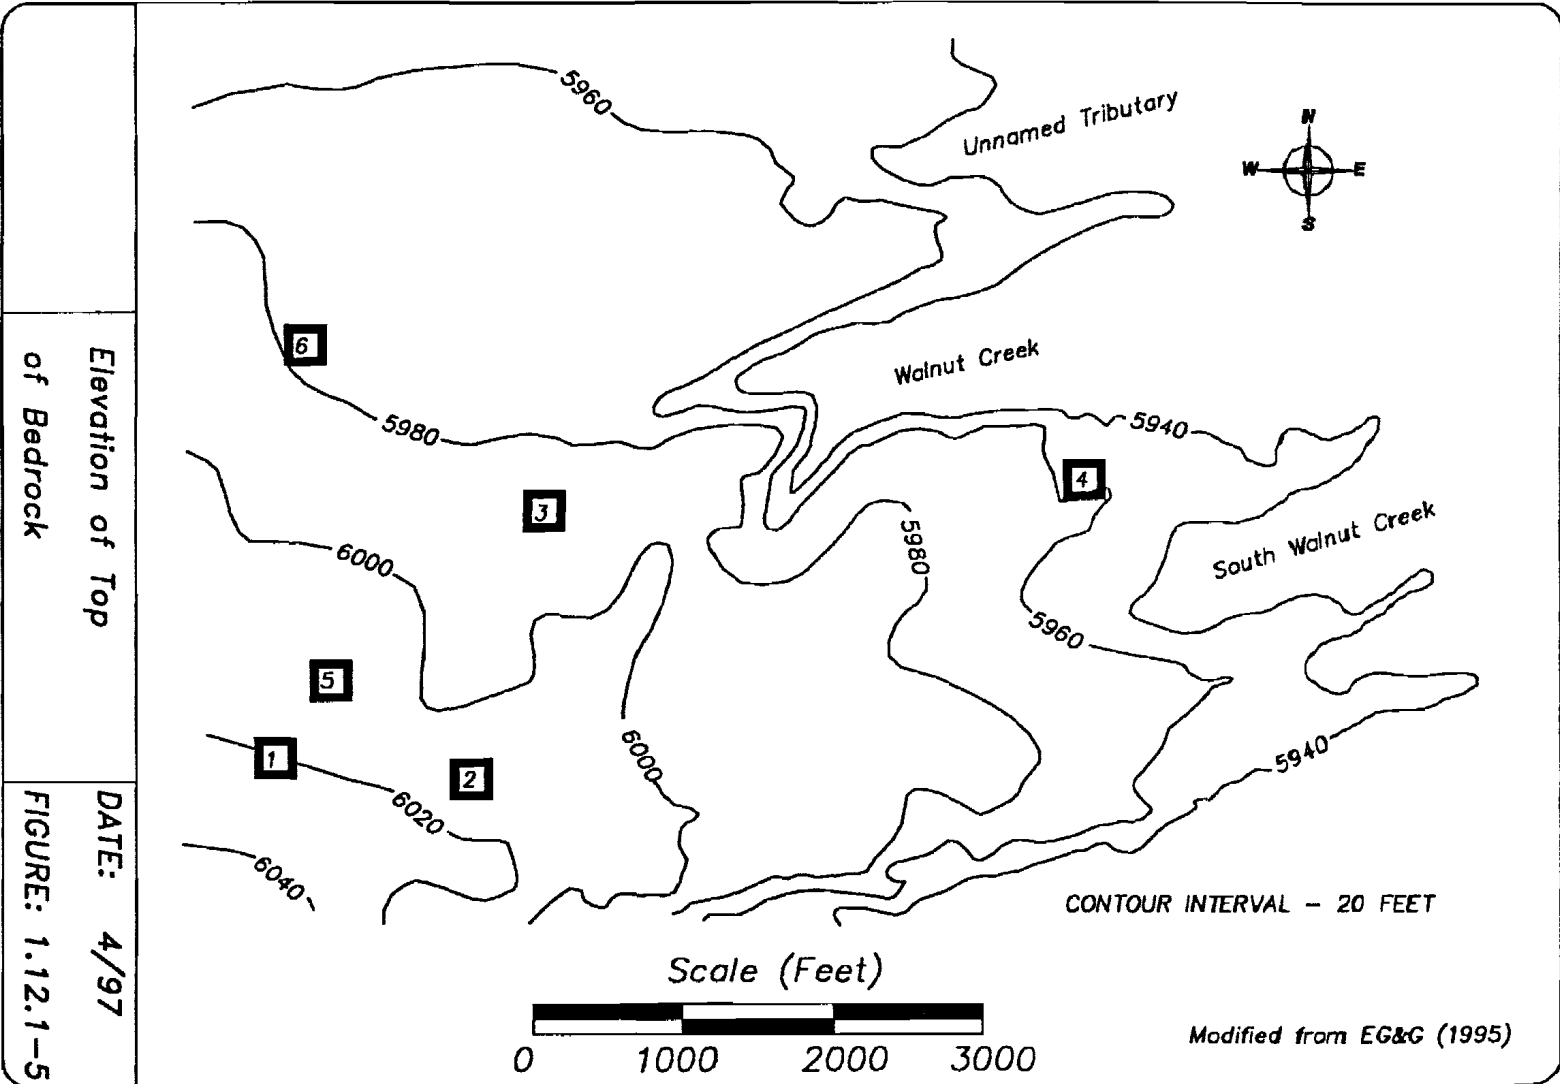 Elevation of Top
of Bedrock
DATE: 4/97
FIGURE: 1.12.1-5
5960
Unnamed Tributary
N
W
E
S
6
Walnut Creek
5980
5940
4
3
5980
South Walnut Creek
6000
5960
5
6000
1
2
5940
6020
6040
CONTOUR INTERVAL - 20 FEET
Scale (Feet)
0 1000 2000 3000
Modified from EG&G (1995)